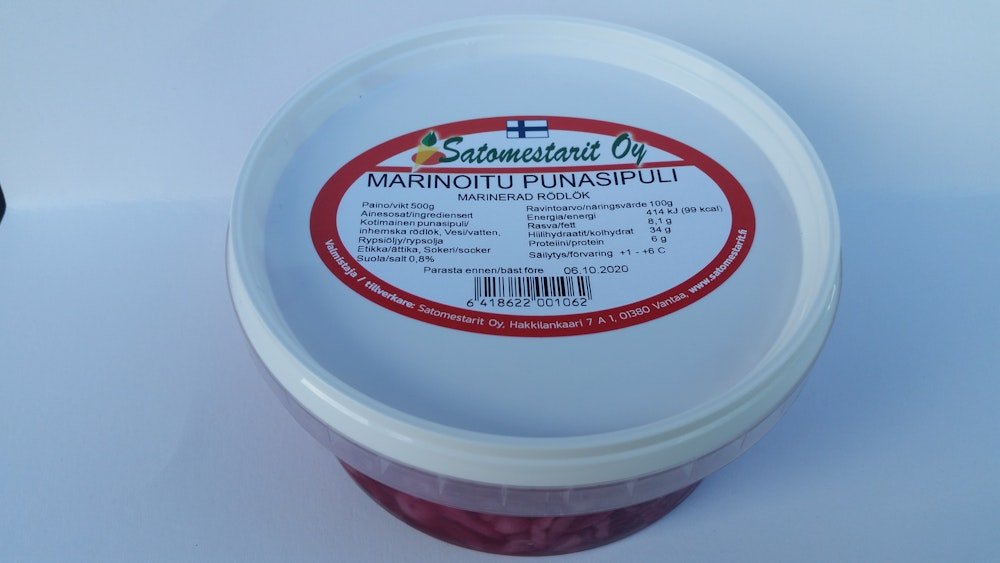 Satomestarit Oy
MARINOITU PUNASIPULI
MARINERAD RÖDLÖK
Paino/vikt 500g
Ainesosat/ingredienser t
Kotimainen punasipuli/
inhemska rödlök, Vesi/vatten,
Rypsiöljy/rypsolja
Etikka/ättika, Sokeri/socker
Suola/salt 0,8%
Ravintoarvo/näringsvärde 100g
Energia/energi 414 kJ (99 kcal)
Rasva/fett 8,1 g
Hiilihydraatit/kolhydrat 34 g
Proteiini/protein 6 g
Säilytys/förvaring +1 - +6 C
Parasta ennen/bäst före 06.10.2020
6 418622 001062
Valmistaja / tillverkare: Satomestarit Oy, Hakkilankaari 7 A 1, 01380 Vantaa, www.satomestarit.fi